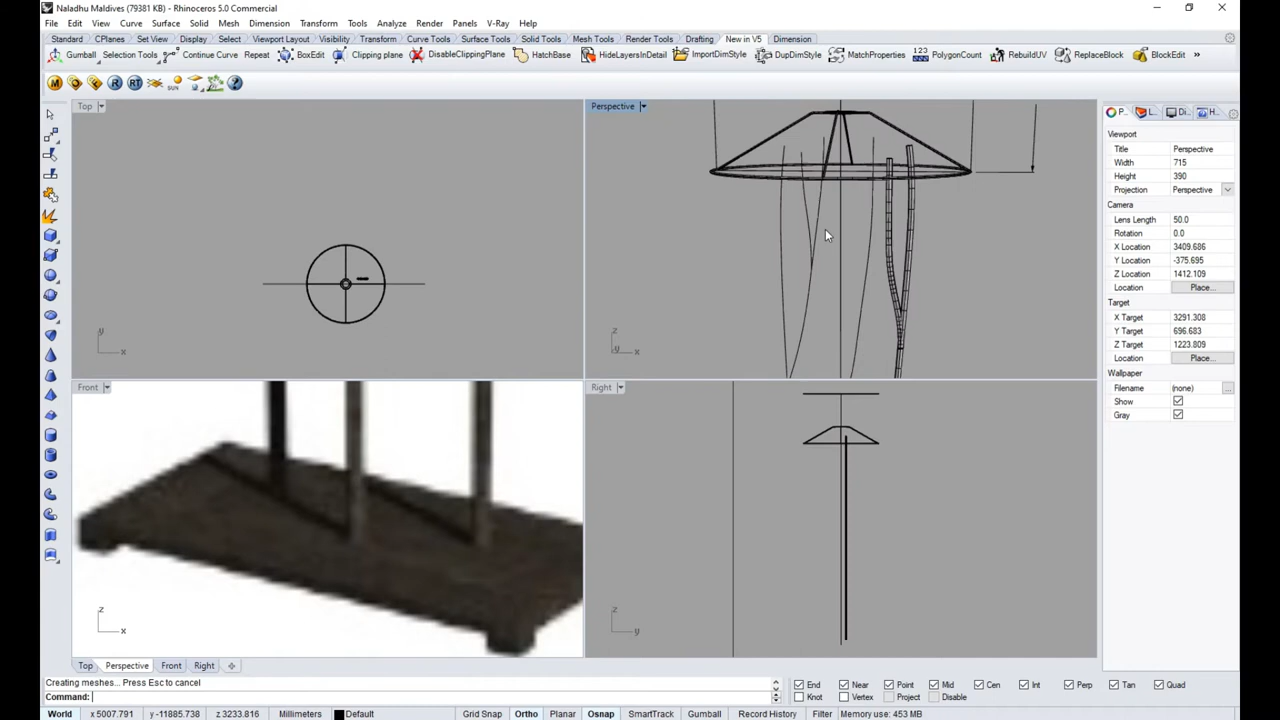 Naladhu Maldives (79381 KB) - Rhinoceros 5.0 Commercial
File Edit View Curve Surface Solid Mesh Dimension Transform Tools Analyze Render Panels V-Ray Help
Standard CPlanes Set View Display Select Viewport Layout Visibility Transform Curve Tools Surface Tools Solid Tools Mesh Tools Render Tools Drafting New in V5 Dimension
Gumball Selection Tools Continue Curve Repeat BoxEdit Clipping plane DisableClippingPlane HatchBase HideLayersInDetail ImportDimStyle DupDimStyle MatchProperties 123 PolygonCount RebuildUV ReplaceBlock BlockEdit
M R RT SUN ?
Top
y
x
Perspective
z
y
x
Front
z
x
Right
z
y
P... L... Di... H...
Viewport
Title Perspective
Width 715
Height 390
Projection Perspective
Camera
Lens Length 50.0
Rotation 0.0
X Location 3409.686
Y Location -375.695
Z Location 1412.109
Location Place...
Target
X Target 3291.308
Y Target 696.683
Z Target 1223.809
Location Place...
Wallpaper
Filename (none) ...
Show
Gray
Top Perspective Front Right
Creating meshes... Press Esc to cancel
Command:
End Near Point Mid Cen Int Perp Tan Quad
Knot Vertex Project Disable
World x 5007.791 y -11885.738 z 3233.816 Millimeters Default Grid Snap Ortho Planar Osnap SmartTrack Gumball Record History Filter Memory use: 453 MB